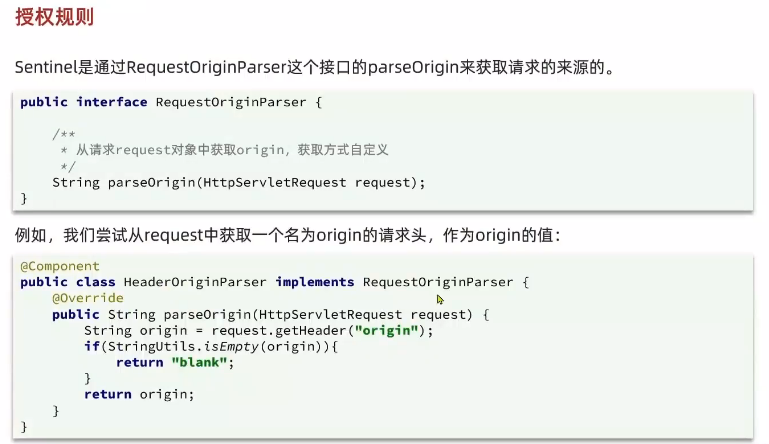 授权规则
Sentinel是通过RequestOriginParser这个接口的parseOrigin来获取请求的来源的。
public interface RequestOriginParser {
/**
* 从请求request对象中获取origin，获取方式自定义
*/
String parseOrigin(HttpServletRequest request);
}
例如，我们尝试从request中获取一个名为origin的请求头，作为origin的值：
@Component
public class HeaderOriginParser implements RequestOriginParser {
@Override
public String parseOrigin(HttpServletRequest request) {
String origin = request.getHeader("origin");
if(StringUtils.isEmpty(origin)){
return "blank";
}
return origin;
}
}